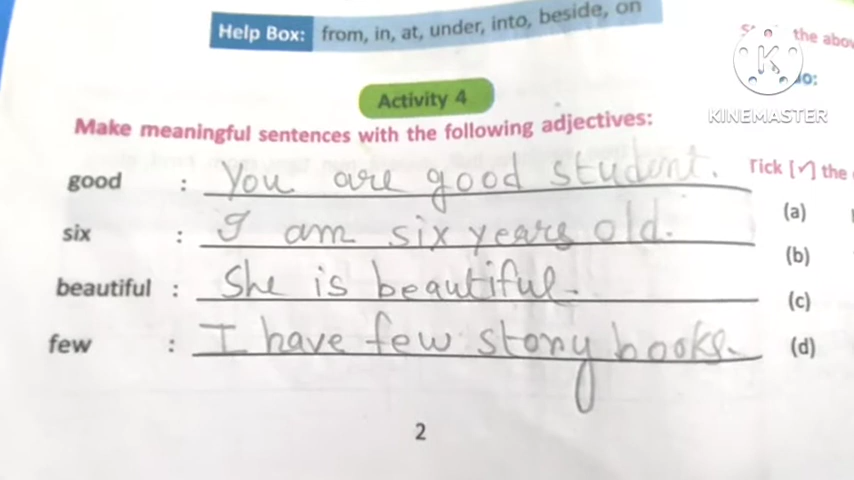 Help Box: from, in, at, under, into, beside, on
the abov
KINEMASTER
Activity 4
Make meaningful sentences with the following adjectives:
Tick [✓] the
good : You are good student.
(a)
six : I am six years old.
(b)
beautiful : She is beautiful.
(c)
few : I have few story books.
(d)
2